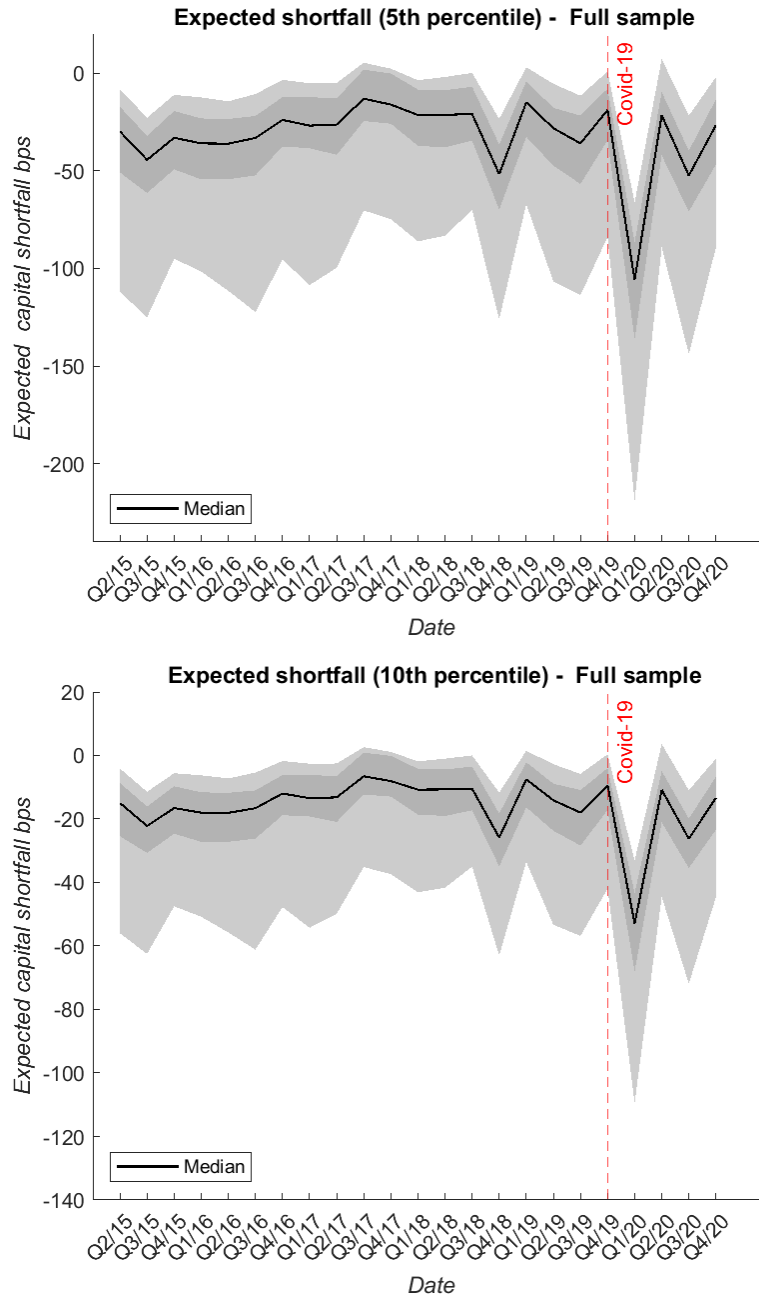 Expected shortfall (5th percentile) -  Full sample
0
-50
-100
-150
-200
Expected  capital shortfall bps
Covid-19
Median
Q2/15
Q3/15
Q4/15
Q1/16
Q2/16
Q3/16
Q4/16
Q1/17
Q2/17
Q3/17
Q4/17
Q1/18
Q2/18
Q3/18
Q4/18
Q1/19
Q2/19
Q3/19
Q4/19
Q1/20
Q2/20
Q3/20
Q4/20
Date
Expected shortfall (10th percentile) -  Full sample
20
0
-20
-40
-60
-80
-100
-120
-140
Expected capital shortfall bps
Covid-19
Median
Q2/15
Q3/15
Q4/15
Q1/16
Q2/16
Q3/16
Q4/16
Q1/17
Q2/17
Q3/17
Q4/17
Q1/18
Q2/18
Q3/18
Q4/18
Q1/19
Q2/19
Q3/19
Q4/19
Q1/20
Q2/20
Q3/20
Q4/20
Date